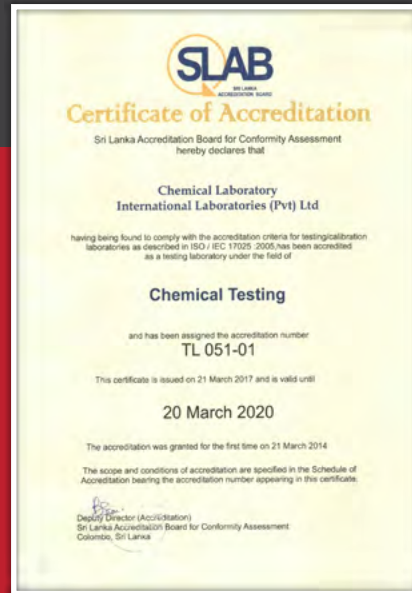 SLAB
SRI LANKA
ACCREDITATION BOARD
Certificate of Accreditation
Sri Lanka Accreditation Board for Conformity Assessment
hereby declares that
Chemical Laboratory
International Laboratories (Pvt) Ltd
having being found to comply with the accreditation criteria for testing/calibration
laboratories as described in ISO / IEC 17025 :2005,has been accredited
as a testing laboratory under the field of
Chemical Testing
and has been assigned the accreditation number
TL 051-01
This certificate is issued on 21 March 2017 and is valid until
20 March 2020
The accreditation was granted for the first time on 21 March 2014
The scope and conditions of accreditation are specified in the Schedule of
Accreditation bearing the accreditation number appearing in this certificate.
Deputy Director (Accreditation)
Sri Lanka Accreditation Board for Conformity Assessment
Colombo, Sri Lanka